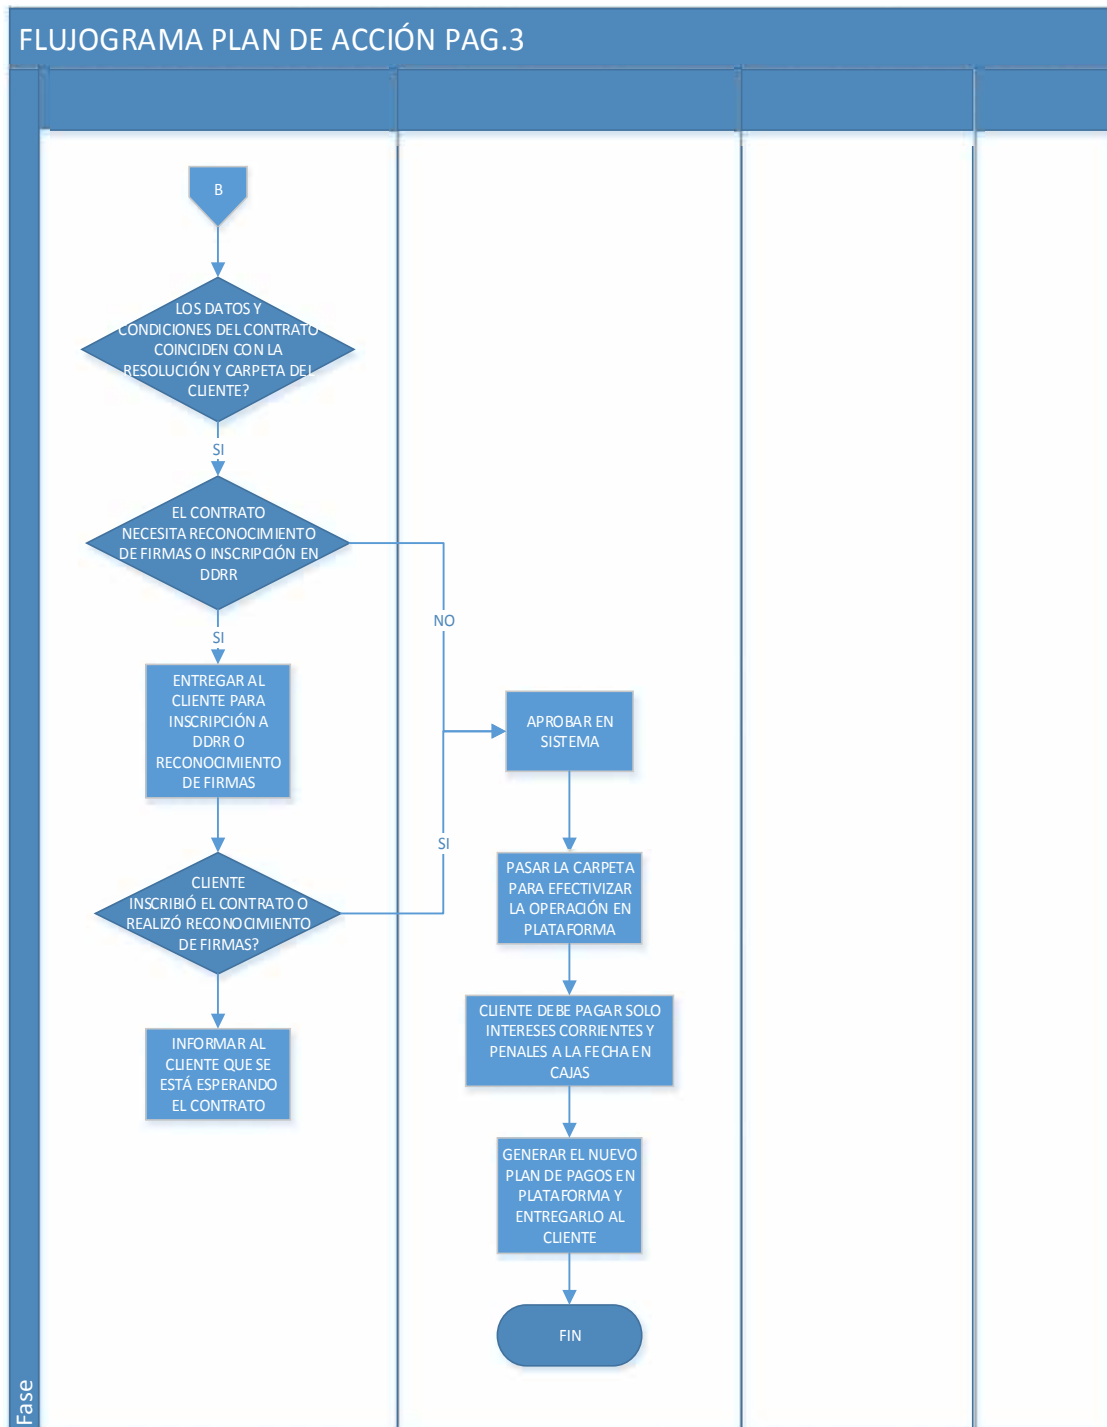 FLUJOGRAMA PLAN DE ACCIÓN PAG.3
B
LOS DATOS Y
CONDICIONES DEL CONTRATO
COINCIDEN CON LA
RESOLUCIÓN Y CARPETA DEL
CLIENTE?
SI
EL CONTRATO
NECESITA RECONOCIMIENTO
DE FIRMAS O INSCRIPCIÓN EN
DDRR
NO
SI
ENTREGAR AL
CLIENTE PARA
INSCRIPCIÓN A
DDRR O
RECONOCIMIENTO
DE FIRMAS
APROBAR EN
SISTEMA
SI
CLIENTE
INSCRIBIÓ EL CONTRATO O
REALIZÓ RECONOCIMIENTO
DE FIRMAS?
PASAR LA CARPETA
PARA EFECTIVIZAR
LA OPERACIÓN EN
PLATAFORMA
INFORMAR AL
CLIENTE QUE SE
ESTÁ ESPERANDO
EL CONTRATO
CLIENTE DEBE PAGAR SOLO
INTERESES CORRIENTES Y
PENALES A LA FECHA EN
CAJAS
GENERAR EL NUEVO
PLAN DE PAGOS EN
PLATAFORMA Y
ENTREGARLO AL
CLIENTE
FIN
Fase